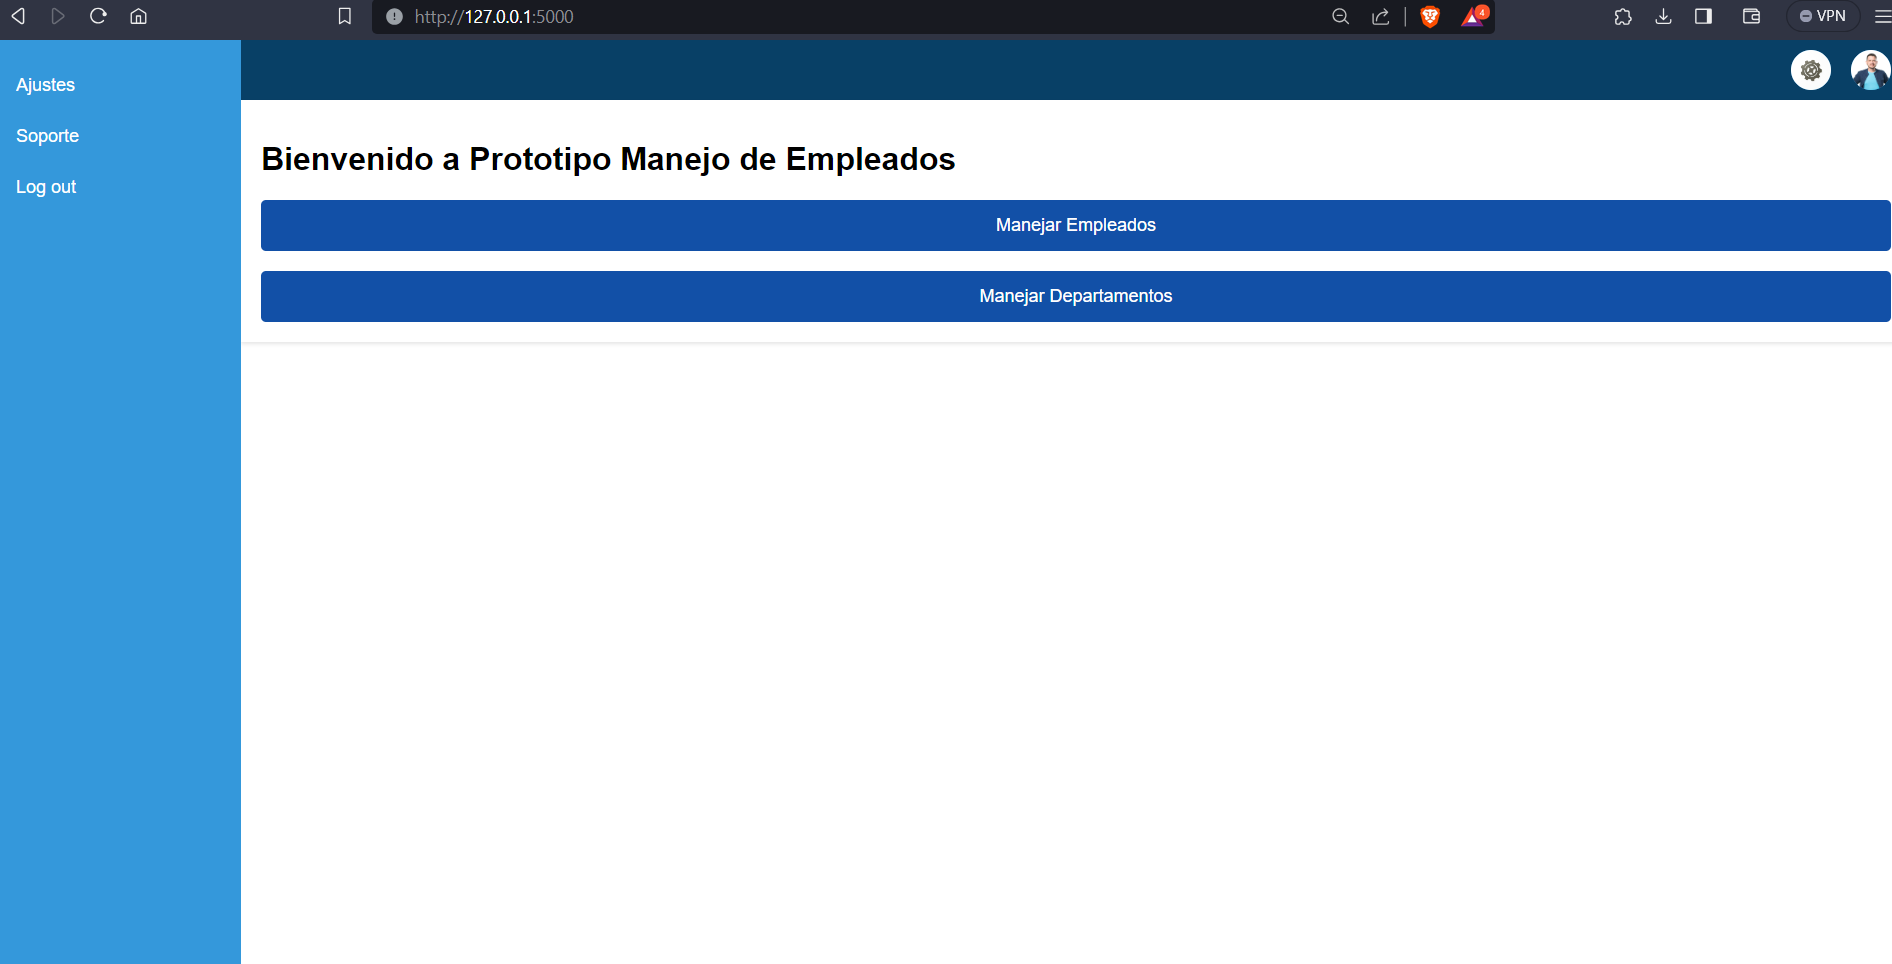 http://127.0.0.1:5000
4
VPN
Ajustes
Soporte
Log out
Bienvenido a Prototipo Manejo de Empleados
Manejar Empleados
Manejar Departamentos